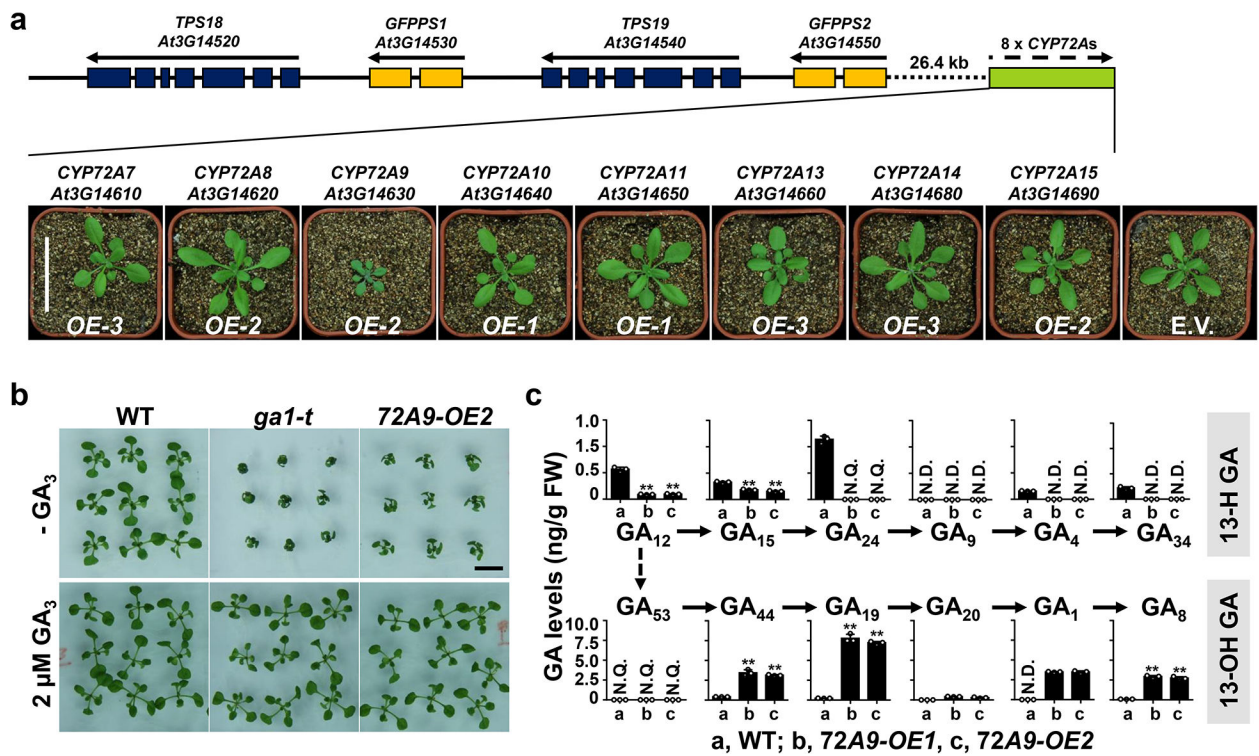 a
TPS18 GFPPS1 TPS19 GFPPS2
At3G14520 At3G14530 At3G14540 At3G14550 8 x CYP72As
26.4 kb
CYP72A7 CYP72A8 CYP72A9 CYP72A10 CYP72A11 CYP72A13 CYP72A14 CYP72A15
At3G14610 At3G14620 At3G14630 At3G14640 At3G14650 At3G14660 At3G14680 At3G14690
OE-3 OE-2 OE-2 OE-1 OE-1 OE-3 OE-3 OE-2 E.V.
b
WT ga1-t 72A9-OE2
- GA3
2 μM GA3
c
GA levels (ng/g FW)
1.0
1.0
0.5
0
** ** ** ** N.Q. N.Q. N.D. N.D. N.D. N.D. N.D. N.D. N.D.
a b c a b c a b c a b c a b c a b c
GA12 GA15 GA24 GA9 GA4 GA34
13-H GA
GA53 GA44 GA19 GA20 GA1 GA8
10.0
5.0
2.5
0
N.Q. N.Q. N.Q. ** ** ** ** N.D. ** **
a b c a b c a b c a b c a b c a b c
13-OH GA
a, WT; b, 72A9-OE1, c, 72A9-OE2